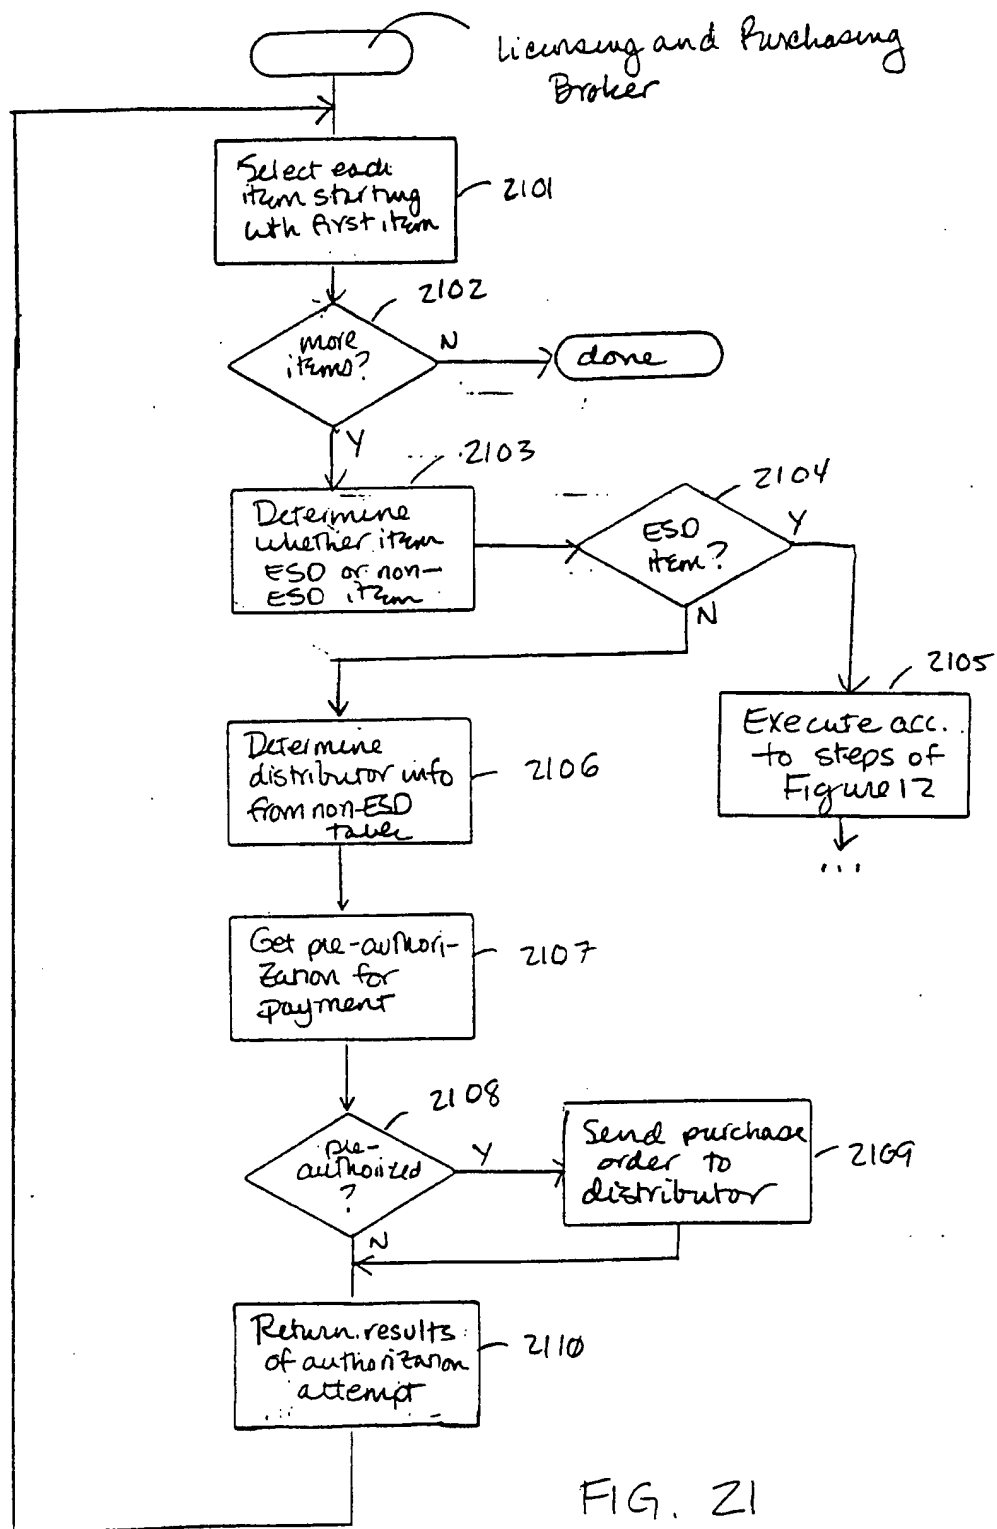 Licensing and Purchasing
Broker
Select each
item starting
with first item
2101
2102
more
items?
N
done
Y
2103
Determine
whether item
ESD or non-
ESD item
2104
ESD
item?
Y
N
2105
Execute acc.
to steps of
Figure 12
...
Determine
distributor info
from non-ESD
table
2106
Get pre-authori-
zation for
payment
2107
2108
pre-
authorized
?
Y
N
Send purchase
order to
distributor
2109
Return results
of authorization
attempt
2110
FIG. 21